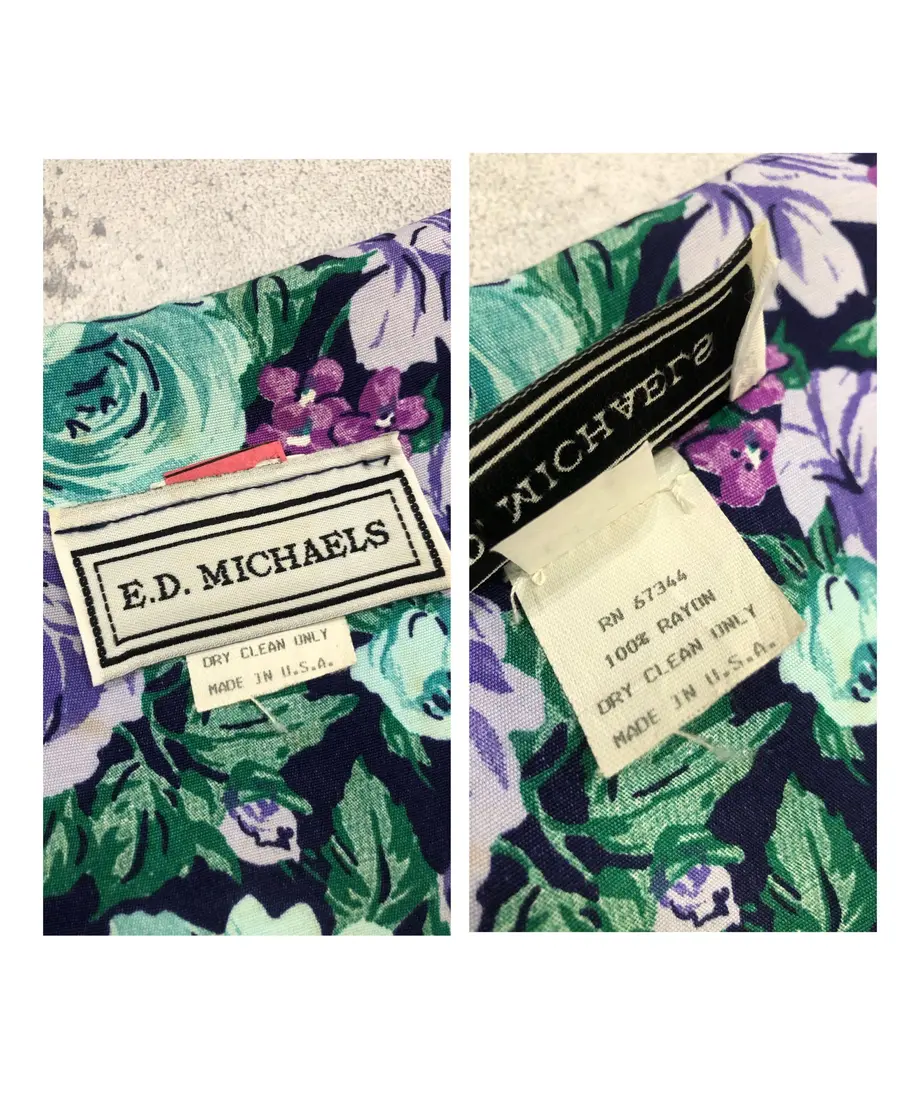 E.D. MICHAELS
DRY CLEAN ONLY
MADE IN U.S.A.
MICHAELS
RN 67344
100% RAYON
DRY CLEAN ONLY
MADE IN U.S.A.